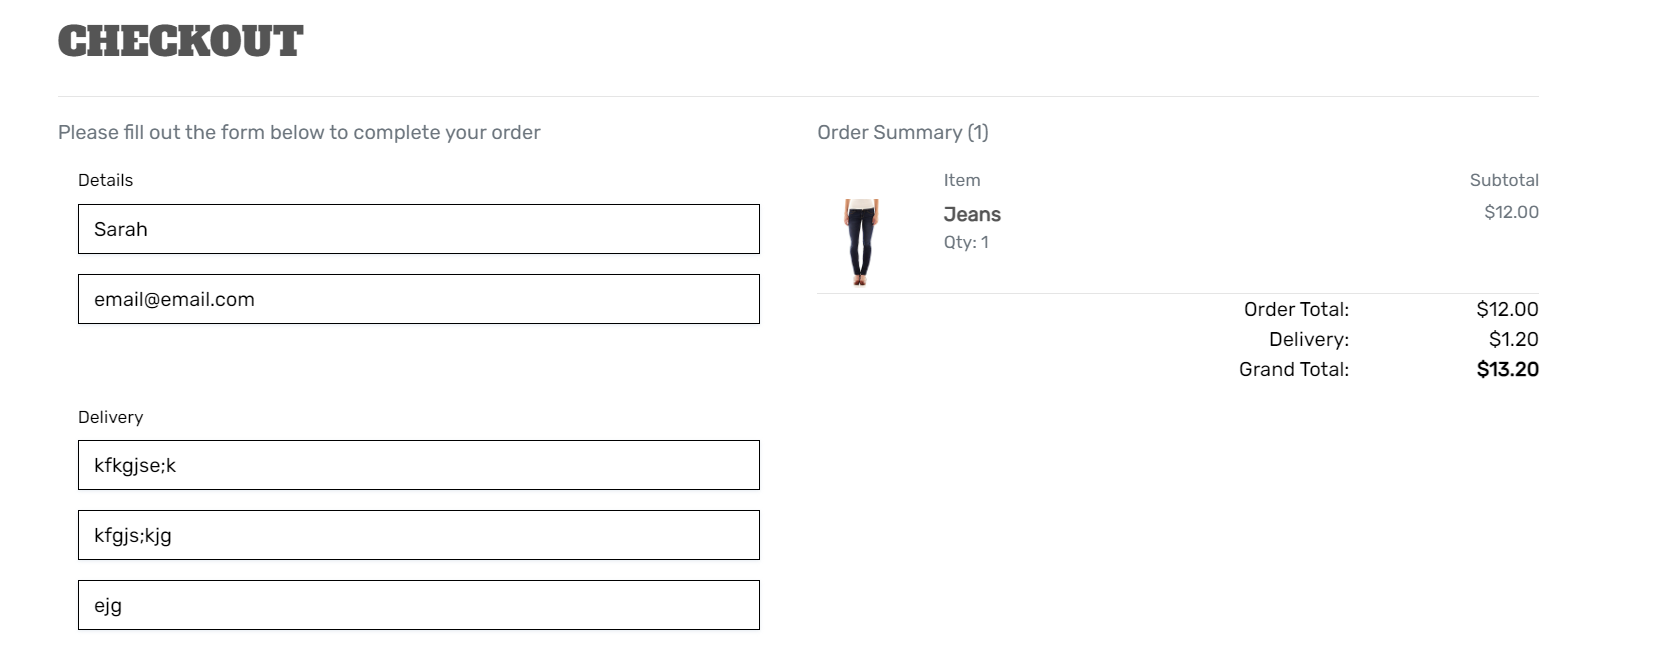 CHECKOUT
Please fill out the form below to complete your order
Details
Sarah
email@email.com
Delivery
kfkgjse;k
kfgjs;kjg
ejg
Order Summary (1)
Item Subtotal
Jeans $12.00
Qty: 1
Order Total: $12.00
Delivery: $1.20
Grand Total: $13.20